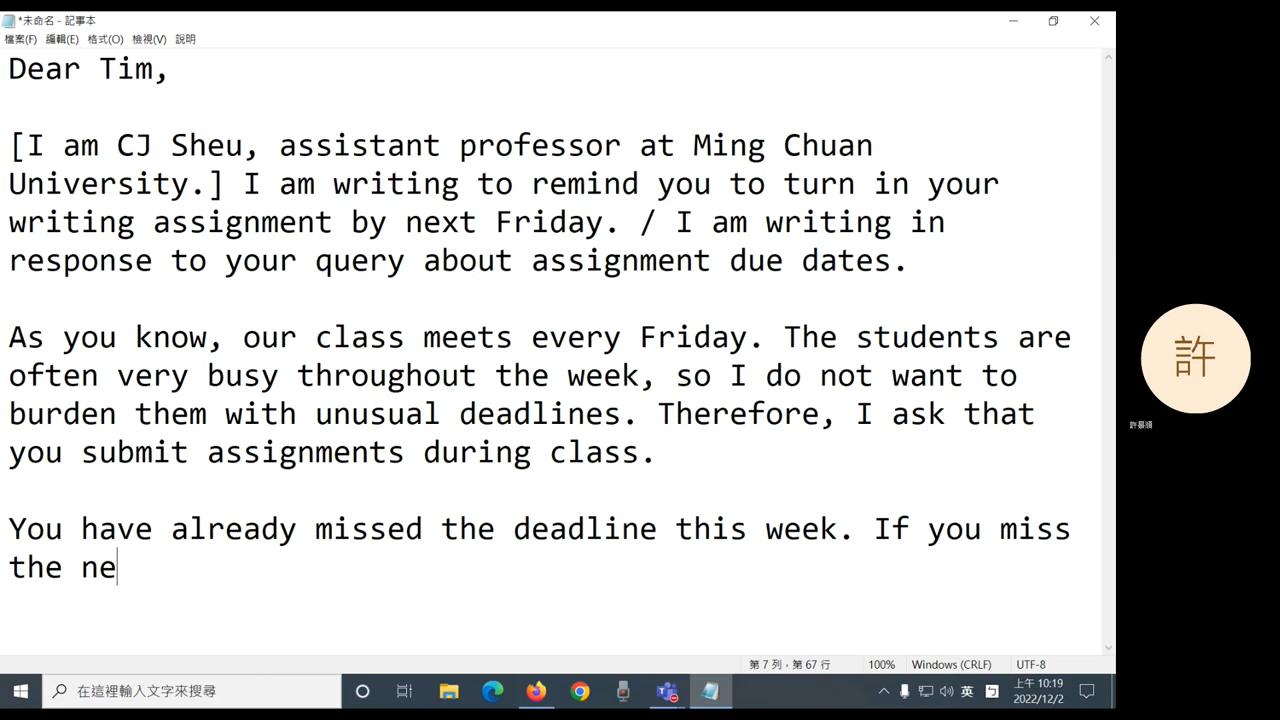 *未命名 - 記事本
檔案(F) 編輯(E) 格式(O) 檢視(V) 說明
Dear Tim,
[I am CJ Sheu, assistant professor at Ming Chuan
University.] I am writing to remind you to turn in your
writing assignment by next Friday. / I am writing in
response to your query about assignment due dates.
As you know, our class meets every Friday. The students are
often very busy throughout the week, so I do not want to
burden them with unusual deadlines. Therefore, I ask that
you submit assignments during class.
You have already missed the deadline this week. If you miss
the ne
許
許景順
第 7 列，第 67 行 100% Windows (CRLF) UTF-8
在這裡輸入文字來搜尋
英
上午 10:19
2022/12/2